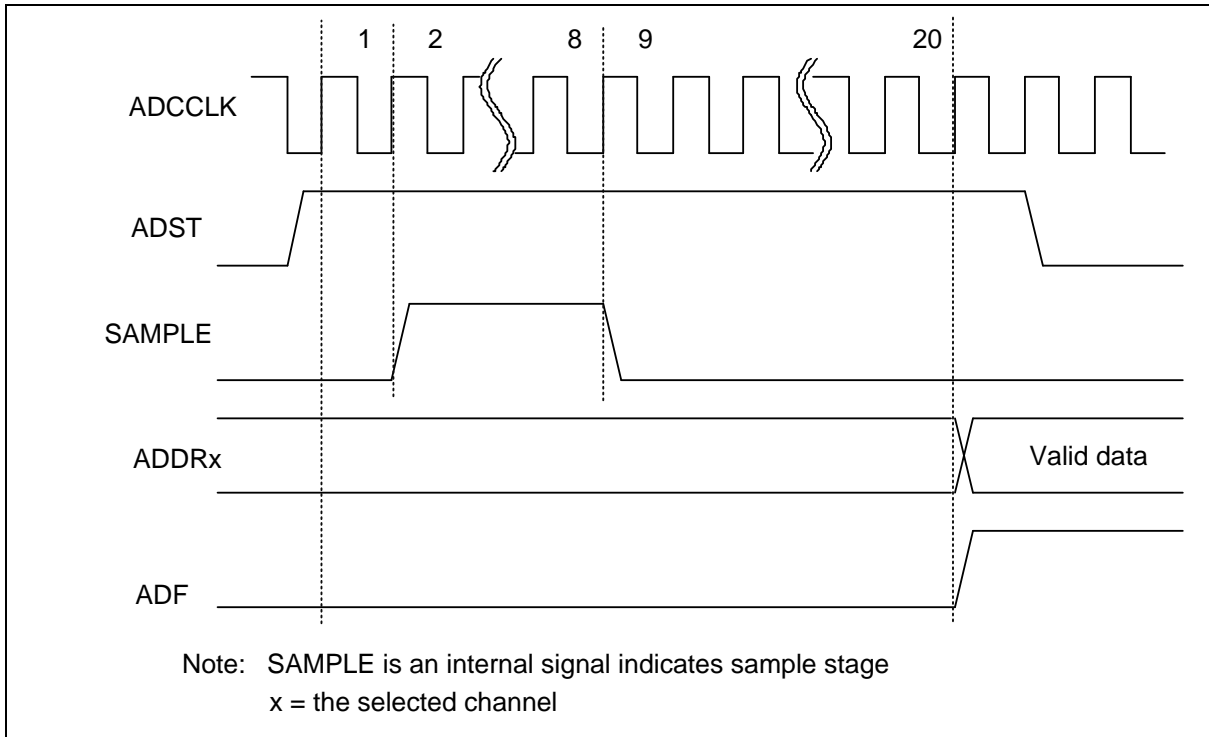 1 2 8 9 20
ADCCLK
ADST
SAMPLE
ADDRx
Valid data
ADF
Note: SAMPLE is an internal signal indicates sample stage
x = the selected channel